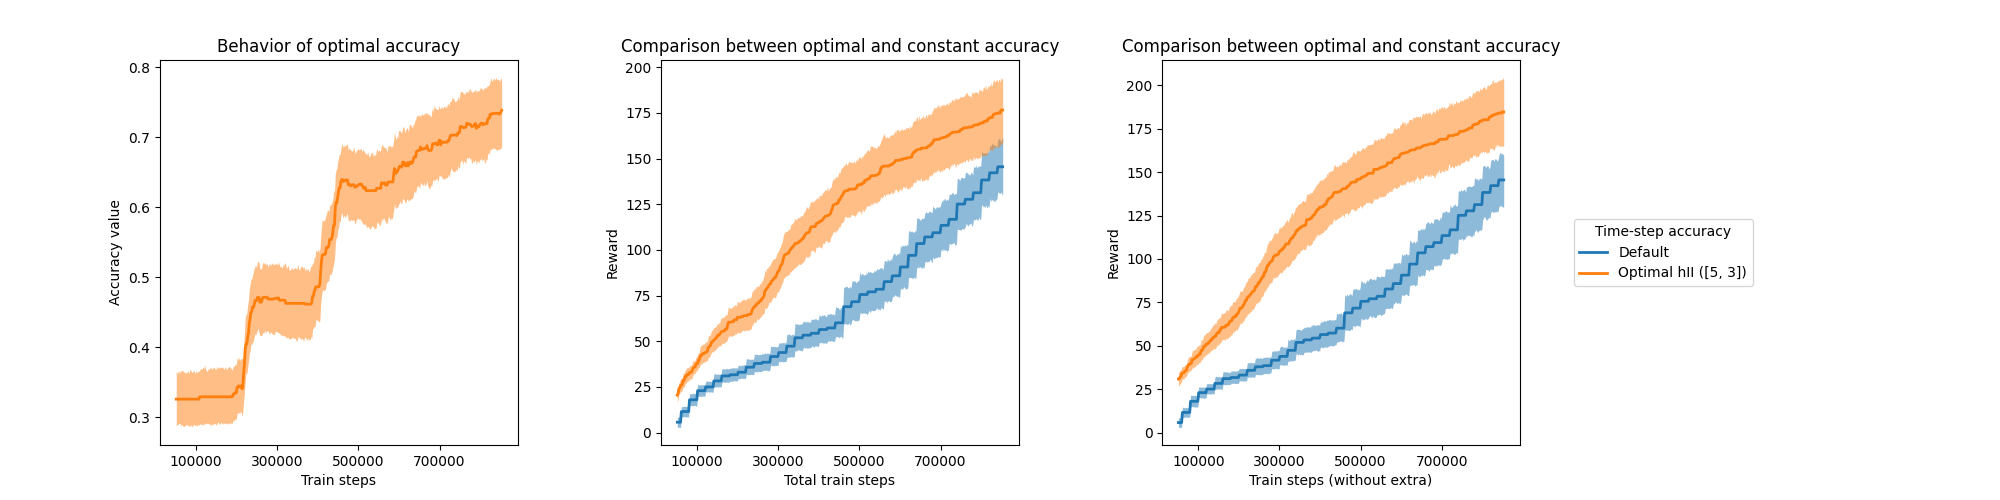 Behavior of optimal accuracy
Accuracy value
0.8
0.7
0.6
0.5
0.4
0.3
100000 300000 500000 700000
Train steps
Comparison between optimal and constant accuracy
Reward
200
175
150
125
100
75
50
25
0
100000 300000 500000 700000
Total train steps
Comparison between optimal and constant accuracy
Reward
200
175
150
125
100
75
50
25
0
100000 300000 500000 700000
Train steps (without extra)
Time-step accuracy
Default
Optimal hII ([5, 3])